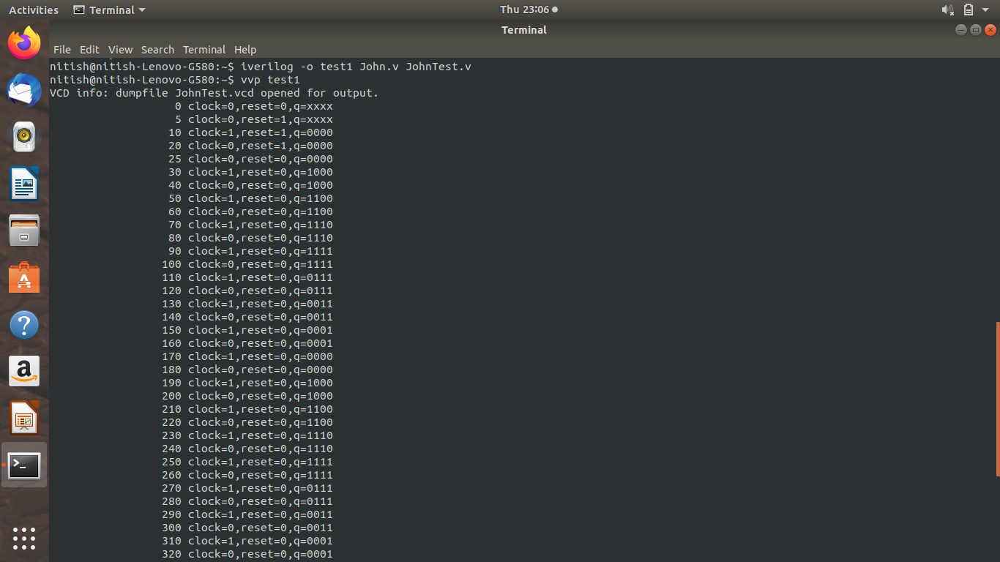 Activities Terminal Thu 23:06
Terminal
File Edit View Search Terminal Help
nitish@nitish-Lenovo-G580:~$ iverilog -o test1 John.v JohnTest.v
nitish@nitish-Lenovo-G580:~$ vvp test1
VCD info: dumpfile JohnTest.vcd opened for output.
0 clock=0,reset=0,q=xxxx
5 clock=0,reset=1,q=xxxx
10 clock=1,reset=1,q=0000
20 clock=0,reset=1,q=0000
25 clock=0,reset=0,q=0000
30 clock=1,reset=0,q=1000
40 clock=0,reset=0,q=1000
50 clock=1,reset=0,q=1100
60 clock=0,reset=0,q=1100
70 clock=1,reset=0,q=1110
80 clock=0,reset=0,q=1110
90 clock=1,reset=0,q=1111
100 clock=0,reset=0,q=1111
110 clock=1,reset=0,q=0111
120 clock=0,reset=0,q=0111
130 clock=1,reset=0,q=0011
140 clock=0,reset=0,q=0011
150 clock=1,reset=0,q=0001
160 clock=0,reset=0,q=0001
170 clock=1,reset=0,q=0000
180 clock=0,reset=0,q=0000
190 clock=1,reset=0,q=1000
200 clock=0,reset=0,q=1000
210 clock=1,reset=0,q=1100
220 clock=0,reset=0,q=1100
230 clock=1,reset=0,q=1110
240 clock=0,reset=0,q=1110
250 clock=1,reset=0,q=1111
260 clock=0,reset=0,q=1111
270 clock=1,reset=0,q=0111
280 clock=0,reset=0,q=0111
290 clock=1,reset=0,q=0011
300 clock=0,reset=0,q=0011
310 clock=1,reset=0,q=0001
320 clock=0,reset=0,q=0001